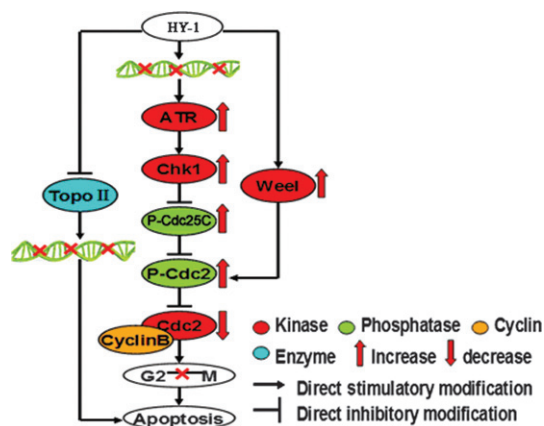 HY-1
ATR
Chk1
WeeI
Topo II
P-Cdc25C
P-Cdc2
Cdc2
CyclinB
G2 M
Apoptosis
Kinase Phosphatase Cyclin
Enzyme Increase decrease
Direct stimulatory modification
Direct inhibitory modification